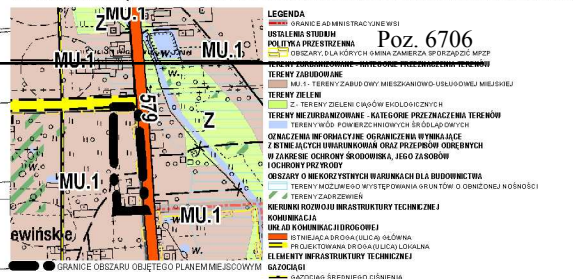 LEGENDA
GRANICE ADMINISTRACYJNE WSI
USTALENIA STUDIUM
POLITYKA PRZESTRZENNA
Poz. 6706
OBSZARY, DLA KÓRYCH GMINA ZAMIERZA SPORZĄDZIĆ MPZP
TERENY ZURBANIZOWANE - KATEGORIE PRZEZNACZENIA TERENÓW
TERENY ZABUDOWANE
MU.1 - TERENY ZABUDOWY MIESZKANIOWO-USŁUGOWEJ MIEJSKIEJ
TERENY ZIELENI
Z - TERENY ZIELENI CIĄGÓW EKOLOGICZNYCH
TERENY NIEZURBANIZOWANE - KATEGORIE PRZEZNACZENIA TERENÓW
TERENY WÓD POWIERZCHNIOWYCH ŚRÓDLĄDOWYCH
OZNACZENIA INFORMACYJNE OGRANICZENIA WYNIKAJĄCE
Z ISTNIEJĄCYCH UWARUNKOWAŃ ORAZ PRZEPISÓW ODRĘBNYCH
W ZAKRESIE OCHRONY ŚRODOWISKA, JEGO ZASOBÓW
I OCHRONY PRZYRODY
OBSZARY O NIEKORZYSTNYCH WARUNKACH DLA BUDOWNICTWA
TERENY MOŻLIWEGO WYSTĘPOWANIA GRUNTÓW O OBNIŻONEJ NOŚNOŚCI
TERENY ZADRZEWIEŃ
KIERUNKI ROZWOJU INFRASTRUKTURY TECHNICZNEJ
KOMUNIKACJA
UKŁAD KOMUNIKACJI DROGOWEJ
ISTNIEJĄCA DROGA (ULICA) GŁÓWNA
PROJEKTOWANA DROGA (ULICA) LOKALNA
ELEMENTY INFRASTRUKTURY TECHNICZNEJ
GAZOCIĄGI
GAZOCIĄG ŚREDNIEGO CIŚNIENIA
Z
MU.1
MU.1
MU.1
579
Z
MU.1
MU.1
ewińskie
GRANICE OBSZARU OBJĘTEGO PLANEM MIEJSCOWYM